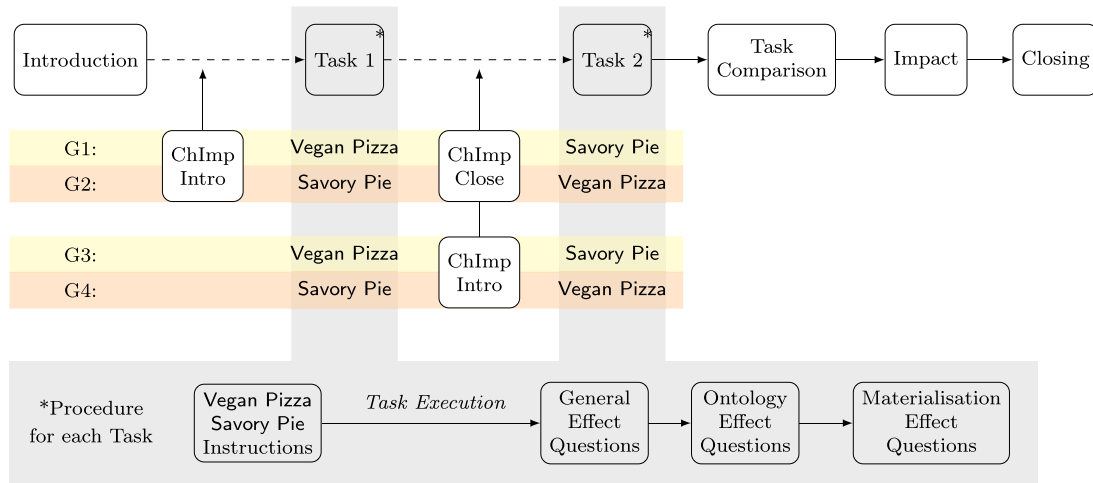 Introduction
Task 1
*
Task 2
*
Task
Comparison
Impact
Closing
G1:
ChImp
Intro
Vegan Pizza
ChImp
Close
Savory Pie
G2:
Savory Pie
Vegan Pizza
G3:
Vegan Pizza
ChImp
Intro
Savory Pie
G4:
Savory Pie
Vegan Pizza
*Procedure
for each Task
Vegan Pizza
Savory Pie
Instructions
Task Execution
General
Effect
Questions
Ontology
Effect
Questions
Materialisation
Effect
Questions